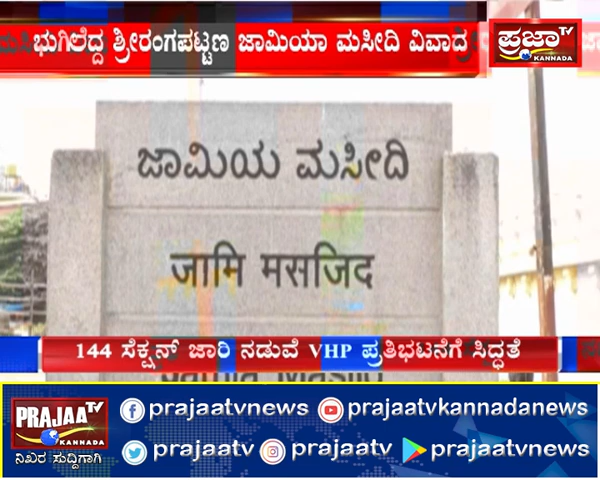 ಭುಗಿಲೆದ್ದ ಶ್ರೀರಂಗಪಟ್ಟಣ ಜಾಮಿಯಾ ಮಸೀದಿ ವಿವಾದ
ಪ್ರಜಾ TV
KANNADA
ಜಾಮಿಯ ಮಸೀದಿ
जामि मसजिद
144 ಸೆಕ್ಷನ್ ಜಾರಿ ನಡುವೆ VHP ಪ್ರತಿಭಟನೆಗೆ ಸಿದ್ಧತೆ
PRAJAA TV
KANNADA
ನಿಖರ ಸುದ್ದಿಗಾಗಿ
prajaatvnews prajaatvkannadanews
prajaatv prajaatv prajaatvnews